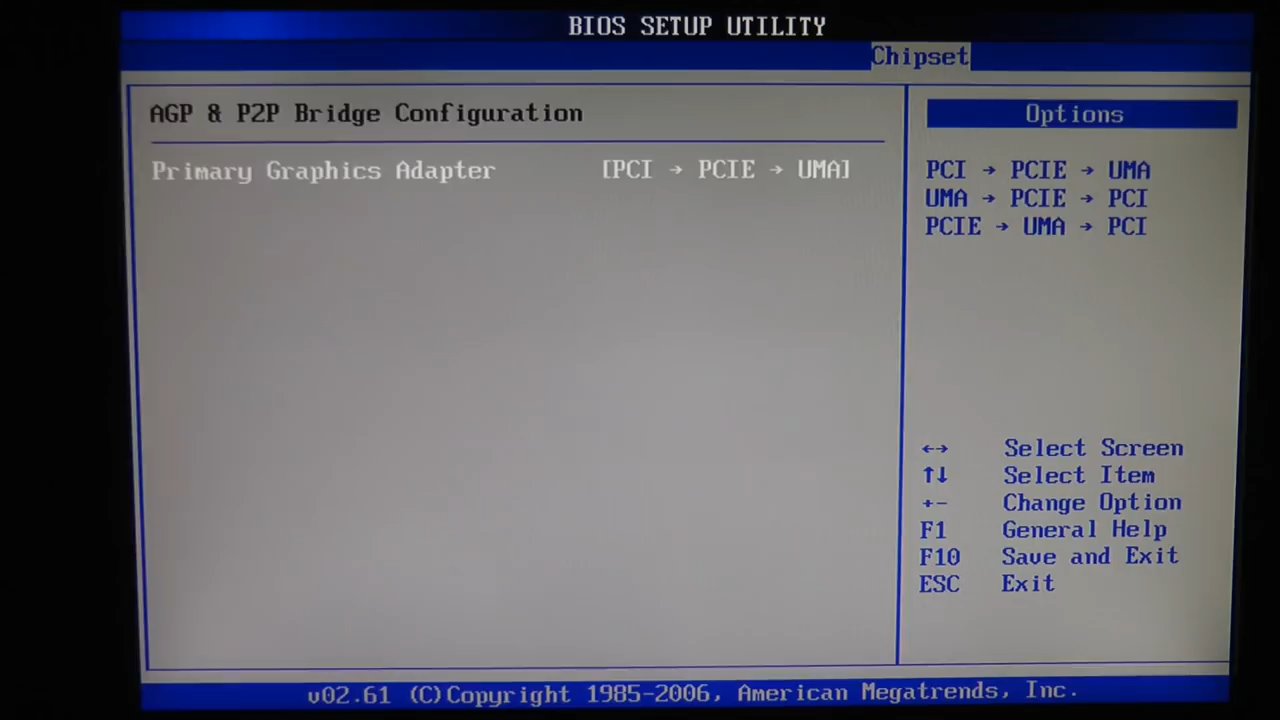 BIOS SETUP UTILITY
Chipset
AGP & P2P Bridge Configuration
Primary Graphics Adapter [PCI → PCIE → UMA]
Options
PCI → PCIE → UMA
UMA → PCIE → PCI
PCIE → UMA → PCI
↔ Select Screen
↑↓ Select Item
+- Change Option
F1 General Help
F10 Save and Exit
ESC Exit
v02.61 (C)Copyright 1985-2006, American Megatrends, Inc.